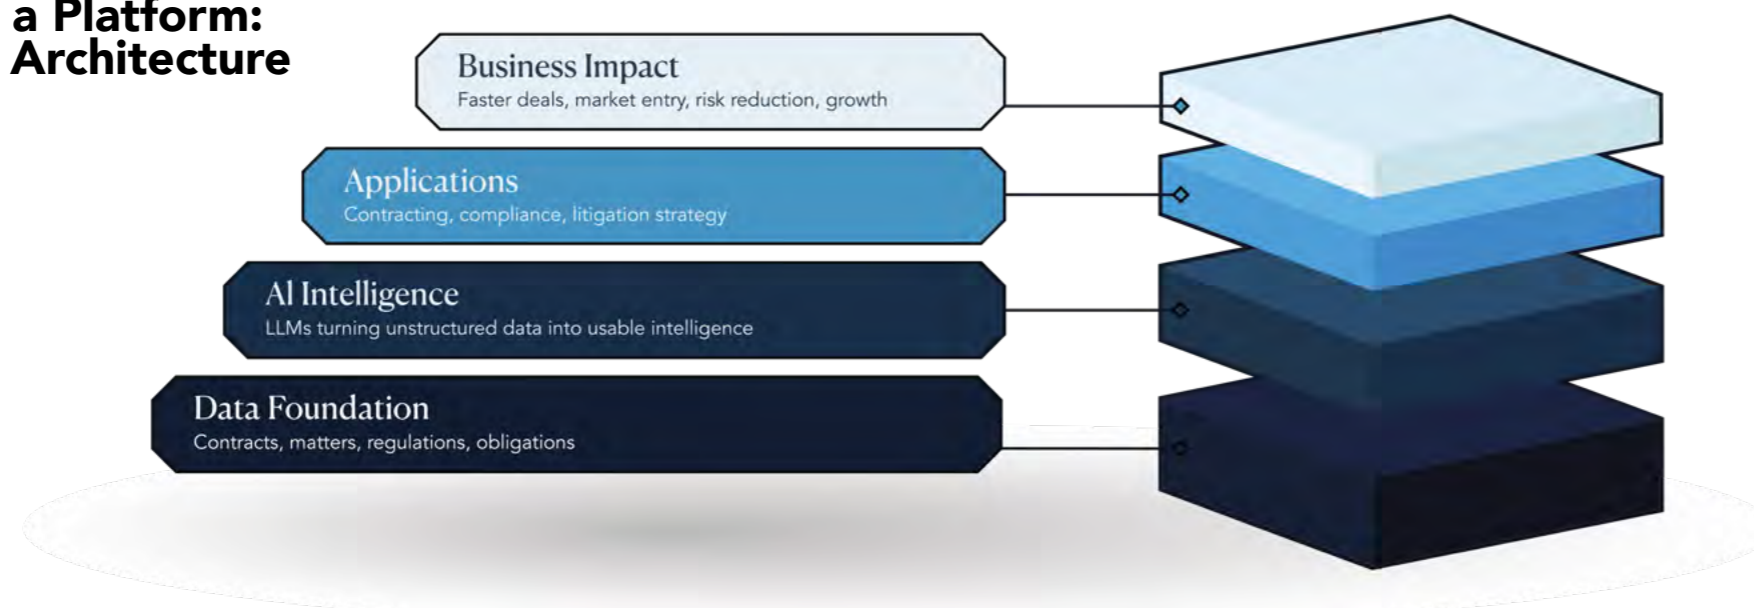 a Platform:
Architecture
Business Impact
Faster deals, market entry, risk reduction, growth
Applications
Contracting, compliance, litigation strategy
AI Intelligence
LLMs turning unstructured data into usable intelligence
Data Foundation
Contracts, matters, regulations, obligations